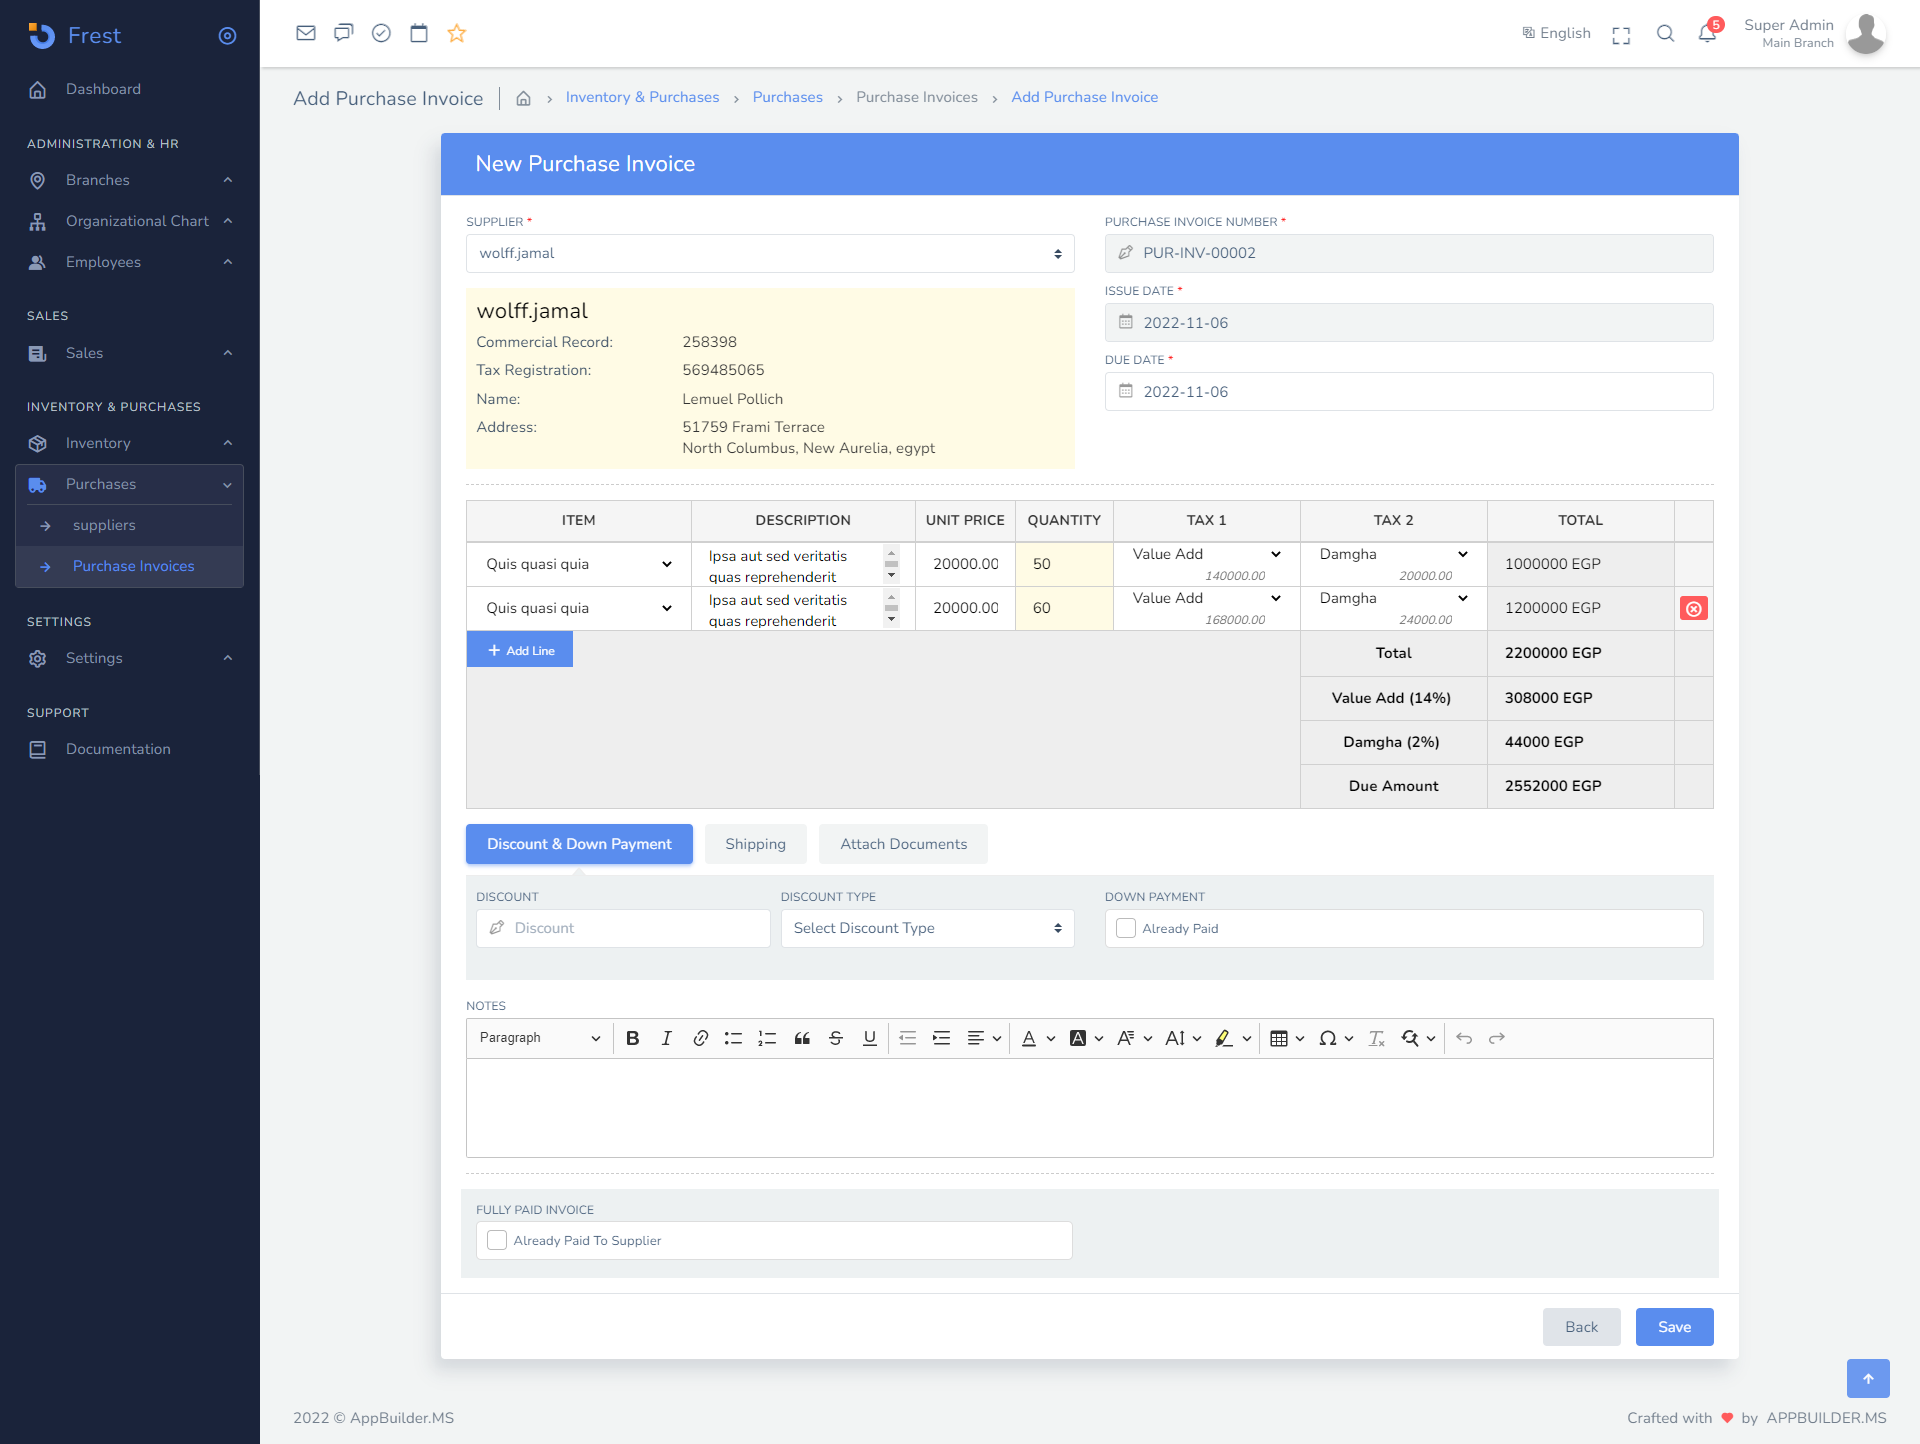 Frest
Dashboard
ADMINISTRATION & HR
Branches
Organizational Chart
Employees
SALES
Sales
INVENTORY & PURCHASES
Inventory
Purchases
suppliers
Purchase Invoices
SETTINGS
Settings
SUPPORT
Documentation
English
5
Super Admin
Main Branch
Add Purchase Invoice
Inventory & Purchases › Purchases › Purchase Invoices › Add Purchase Invoice
New Purchase Invoice
SUPPLIER *
wolff.jamal
wolff.jamal
Commercial Record: 258398
Tax Registration: 569485065
Name: Lemuel Pollich
Address: 51759 Frami Terrace
North Columbus, New Aurelia, egypt
PURCHASE INVOICE NUMBER *
PUR-INV-00002
ISSUE DATE *
2022-11-06
DUE DATE *
2022-11-06
ITEM DESCRIPTION UNIT PRICE QUANTITY TAX 1 TAX 2 TOTAL
Quis quasi quia Ipsa aut sed veritatis quas reprehenderit 20000.00 50 Value Add 140000.00 Damgha 20000.00 1000000 EGP
Quis quasi quia Ipsa aut sed veritatis quas reprehenderit 20000.00 60 Value Add 168000.00 Damgha 24000.00 1200000 EGP
+ Add Line
Total 2200000 EGP
Value Add (14%) 308000 EGP
Damgha (2%) 44000 EGP
Due Amount 2552000 EGP
Discount & Down Payment Shipping Attach Documents
DISCOUNT DISCOUNT TYPE DOWN PAYMENT
Discount Select Discount Type Already Paid
NOTES
Paragraph
FULLY PAID INVOICE
Already Paid To Supplier
Back Save
2022 © AppBuilder.MS
Crafted with ♥ by APPBUILDER.MS